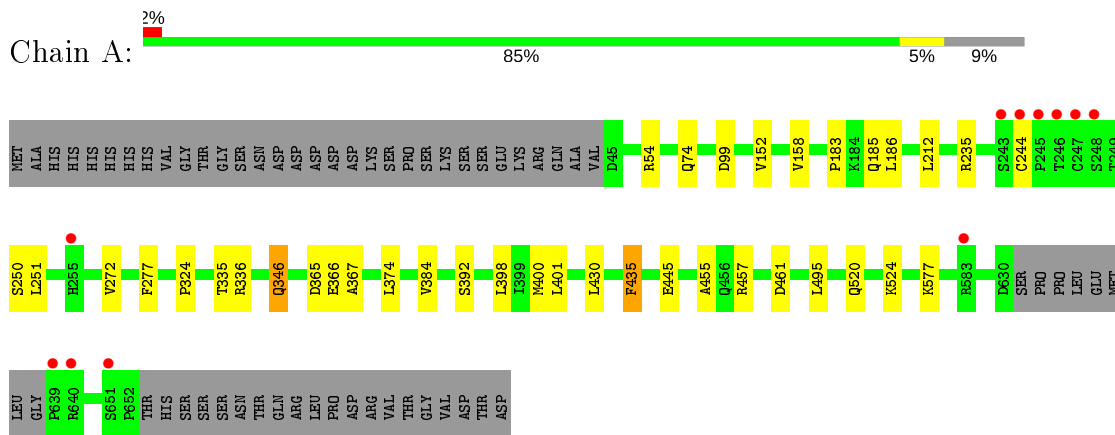 2%
Chain A:
85% 5% 9%
MET ALA HIS HIS HIS HIS HIS HIS VAL GLY THR GLY SER ASN ASP ASP ASP ASP ASP LYS SER PRO SER LYS SER SER GLU LYS ARG GLN ALA VAL D45 R54 Q74 D99 V152 V158 P183 K184 Q185 L186 L212 R235 S243 C244 P245 T246 C247 S248 T249
S250 L251 H255 V272 F277 P324 T335 R336 Q346 D365 E366 A367 L374 V384 S392 L398 I399 M400 L401 L430 F435 E445 A455 Q456 R457 D461 L495 Q520 K524 K577 R583 D630 SER PRO PRO LEU GLU MET
LEU GLY P639 R640 S651 P652 THR HIS SER SER SER ASN THR GLN ARG LEU PRO ASP ARG VAL THR GLY VAL ASP THR ASP